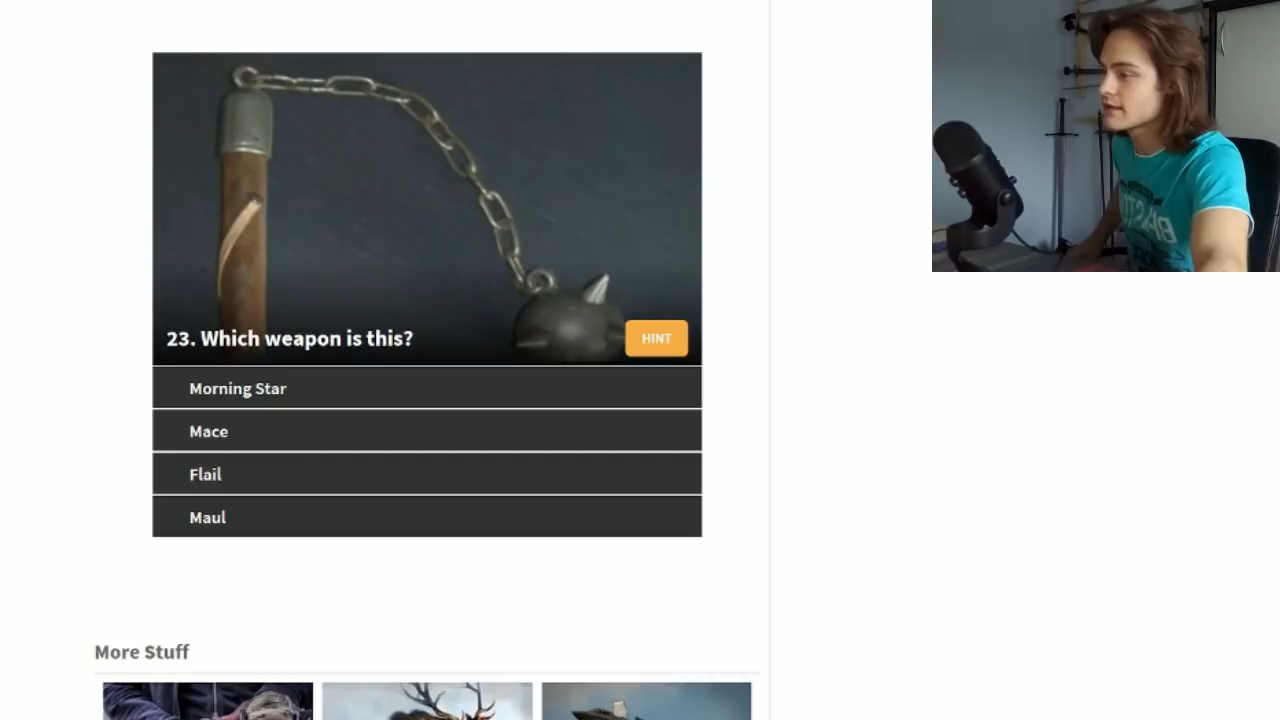 23. Which weapon is this?
HINT
Morning Star
Mace
Flail
Maul
More Stuff